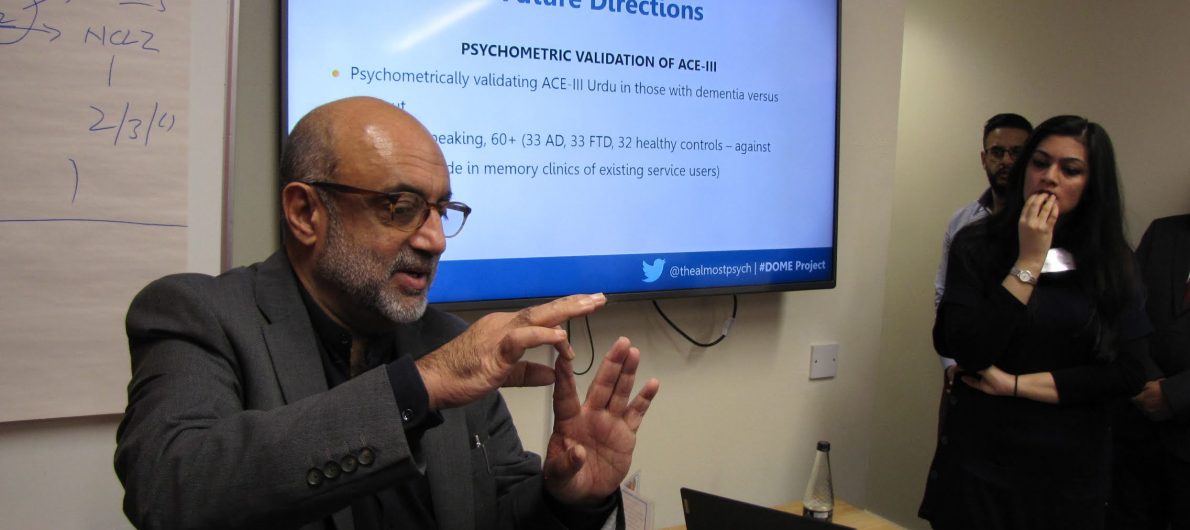 NCLZ
2/3/4
Future Directions
PSYCHOMETRIC VALIDATION OF ACE-III
Psychometrically validating ACE-III Urdu in those with dementia versus
eaking, 60+ (33 AD, 33 FTD, 32 healthy controls – against
de in memory clinics of existing service users)
@thealmostpsych | #DOME Project